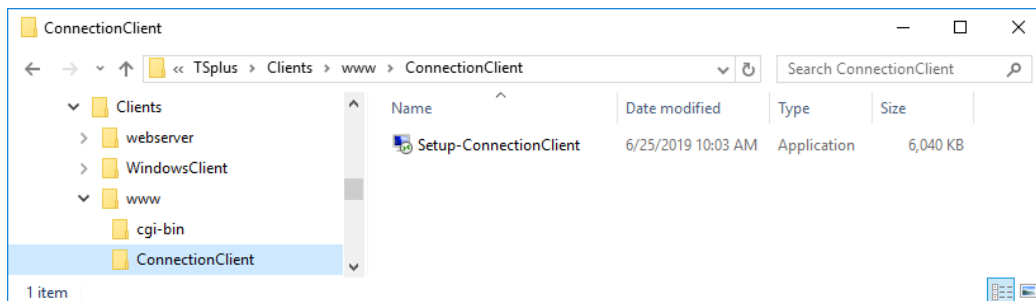 ConnectionClient
« TSplus > Clients > www > ConnectionClient
Search ConnectionClient
Clients
webserver
WindowsClient
www
cgi-bin
ConnectionClient
Name Date modified Type Size
Setup-ConnectionClient 6/25/2019 10:03 AM Application 6,040 KB
1 item